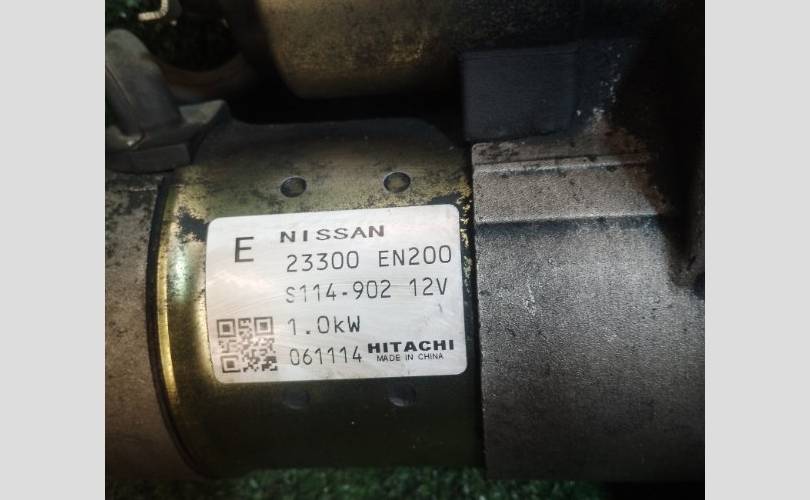 E NISSAN
23300 EN200
S114-902 12V
1.0kW
061114 HITACHI
MADE IN CHINA